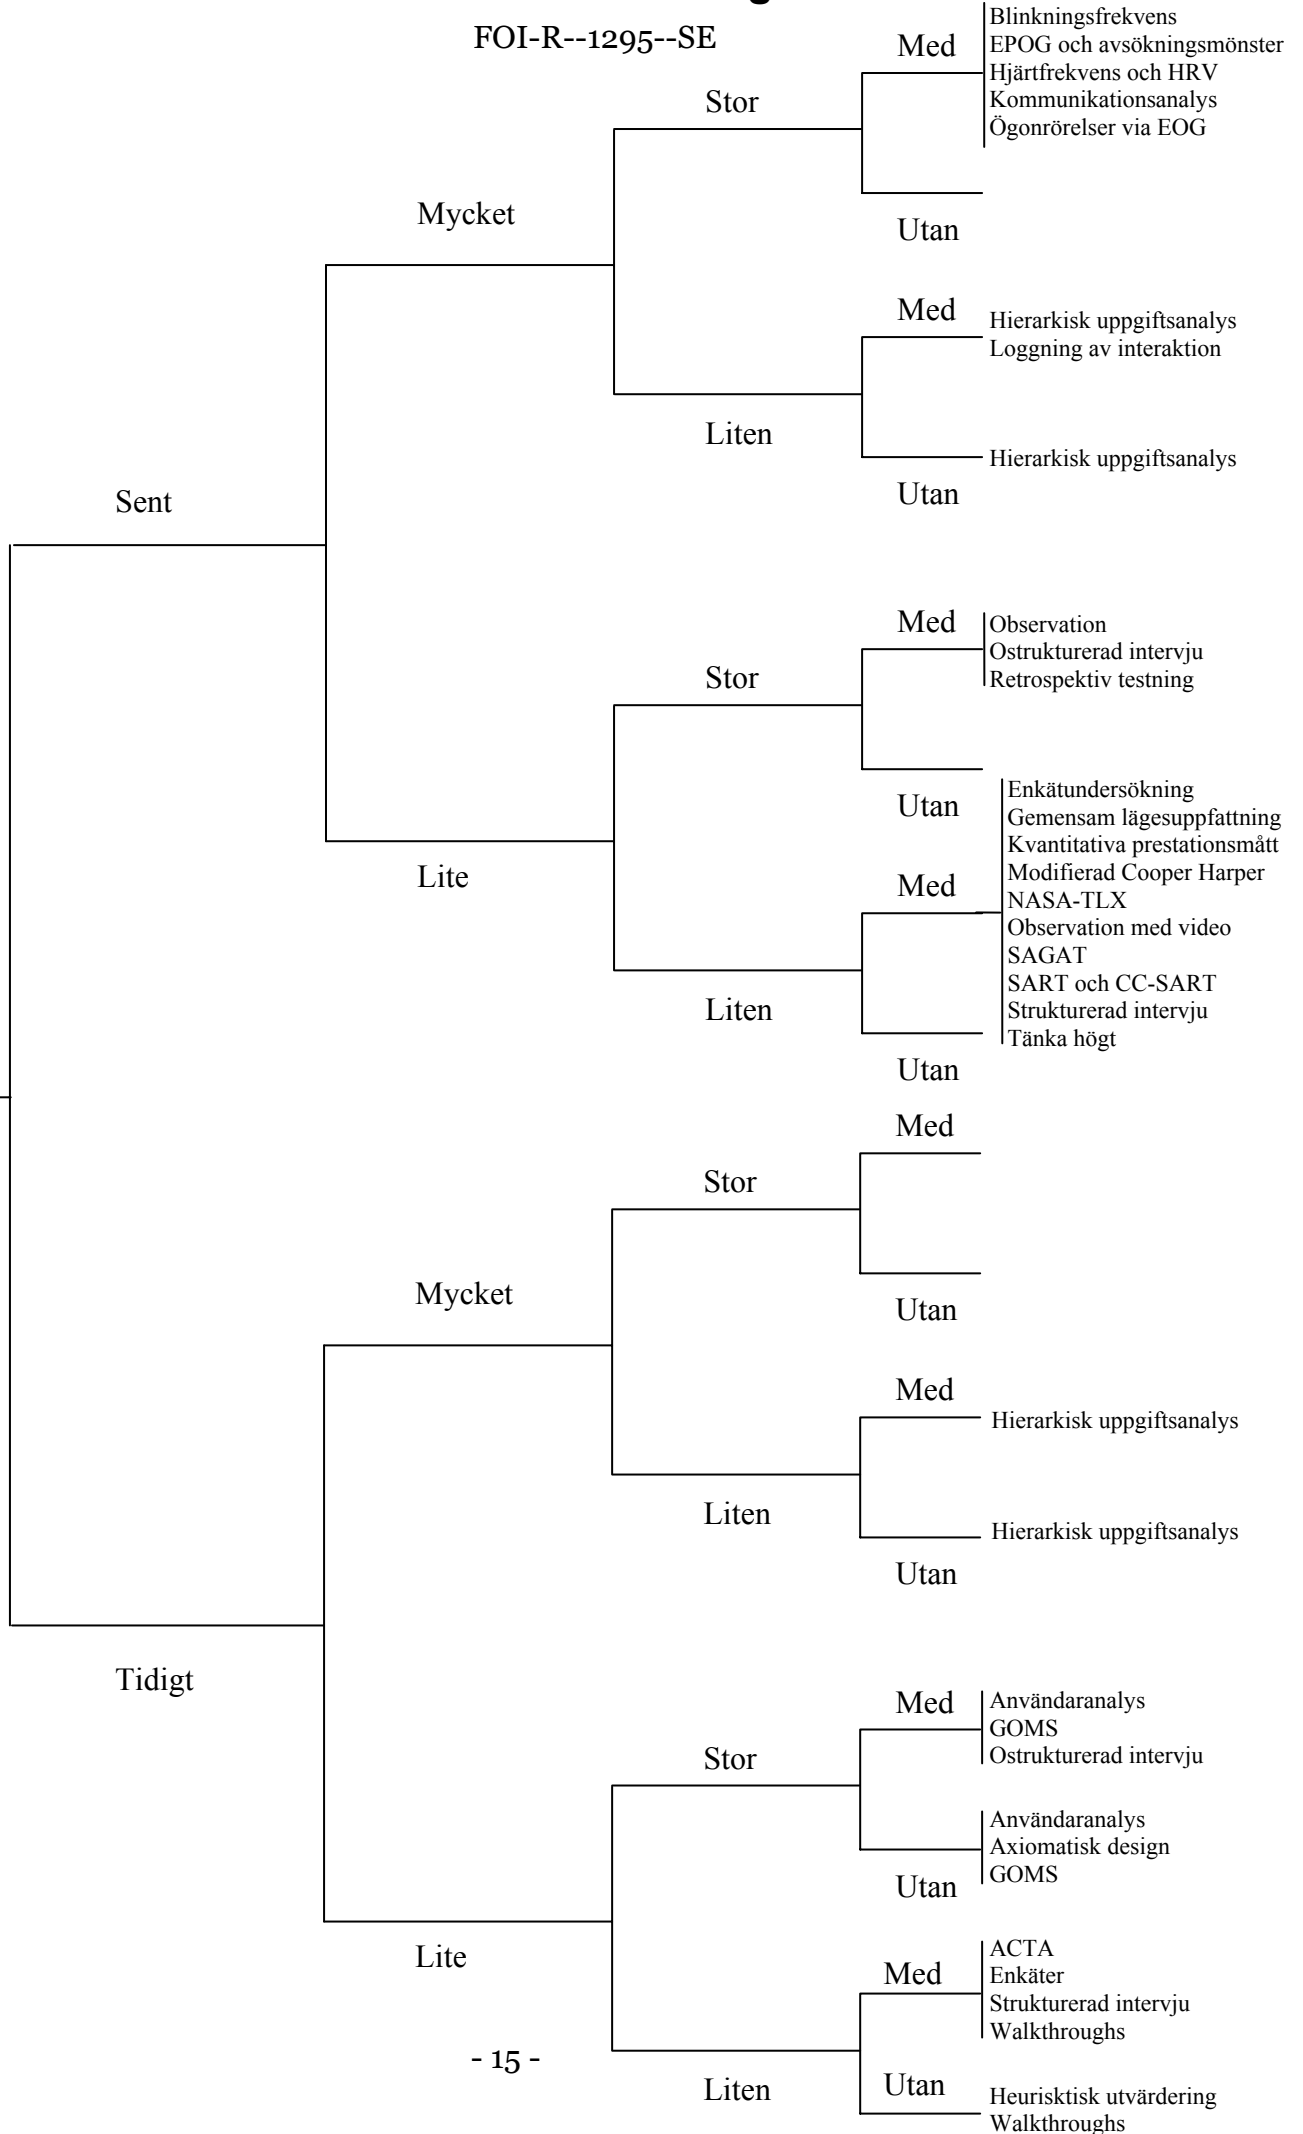 FOI-R--1295--SE
Blinkningsfrekvens
EPOG och avsökningsmönster
Hjärtfrekvens och HRV
Kommunikationsanalys
Ögonrörelser via EOG
Med
Stor
Mycket
Utan
Med
Hierarkisk uppgiftsanalys
Loggning av interaktion
Liten
Hierarkisk uppgiftsanalys
Utan
Sent
Med
Observation
Ostrukturerad intervju
Retrospektiv testning
Stor
Utan
Enkätundersökning
Gemensam lägesuppfattning
Kvantitativa prestationsmått
Modifierad Cooper Harper
NASA-TLX
Observation med video
SAGAT
SART och CC-SART
Strukturerad intervju
Tänka högt
Lite
Med
Liten
Utan
Med
Stor
Mycket
Utan
Med
Hierarkisk uppgiftsanalys
Liten
Hierarkisk uppgiftsanalys
Utan
Tidigt
Med
Användaranalys
GOMS
Ostrukturerad intervju
Stor
Användaranalys
Axiomatisk design
GOMS
Utan
Lite
Med
ACTA
Enkäter
Strukturerad intervju
Walkthroughs
- 15 -
Liten
Utan
Heurisktisk utvärdering
Walkthroughs